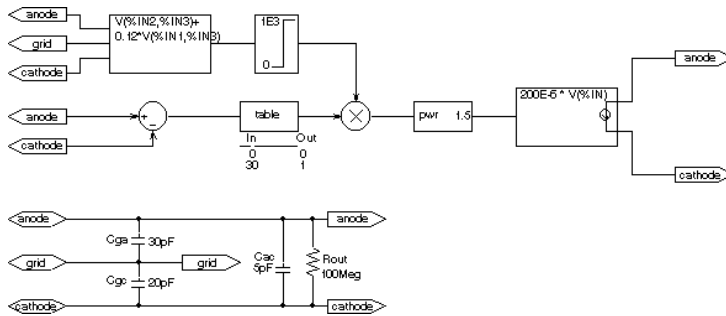 anode
V(%IN2,%IN3)+
0.12*V(%IN1,%IN3)
grid
cathode
1E3
0
anode
cathode
+
-
table
In Out
0 0
30 1
pwr 1.5
200E-6 * V(%IN)
anode
cathode
anode
anode
Cga
30pF
grid
grid
Cgc
20pF
Cac
5pF
Rout
100Meg
cathode
cathode